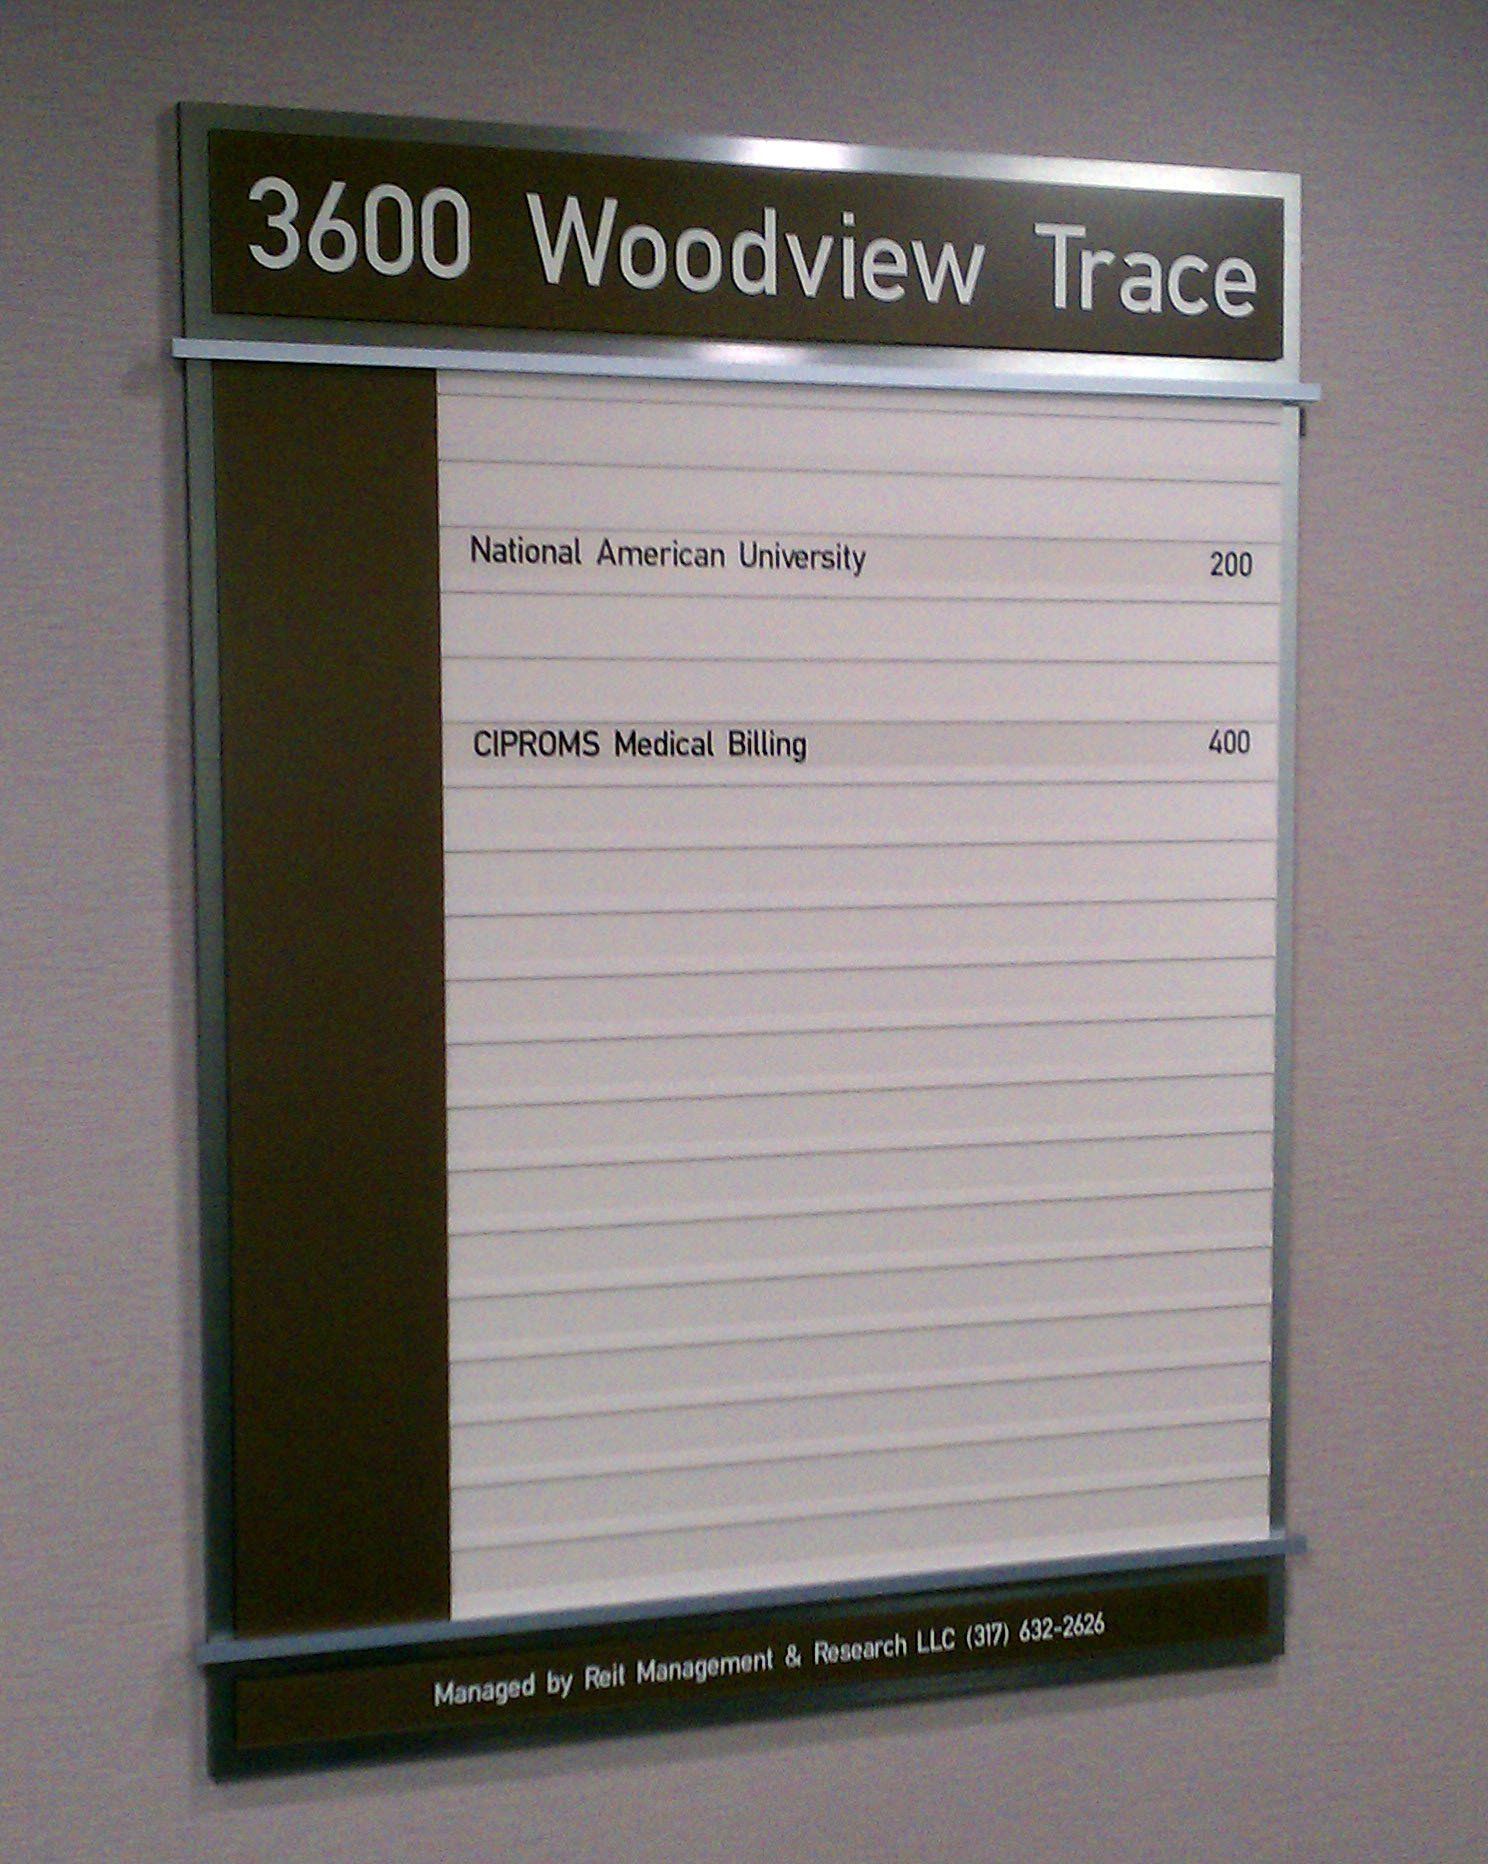 3600 Woodview Trace
National American University 200
CIPROMS Medical Billing 400
Managed by Reit Management & Research LLC (317) 632-2626